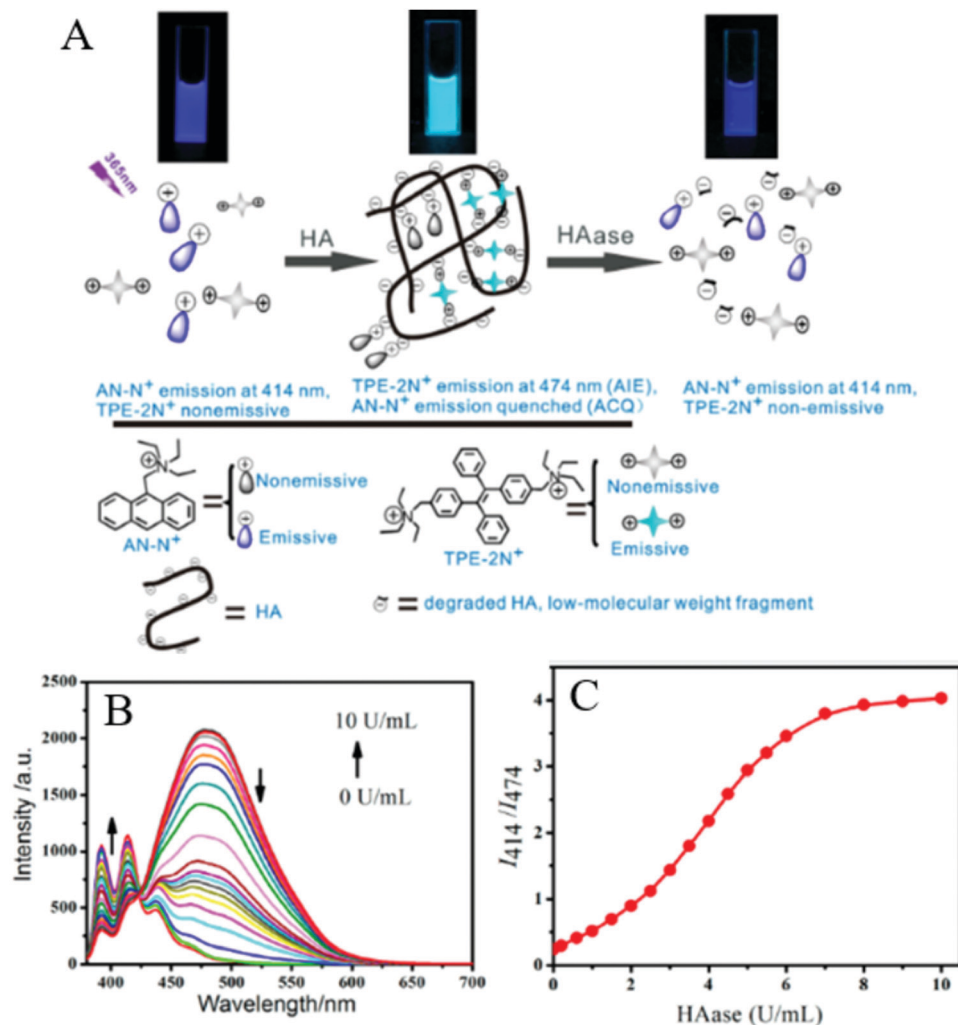 A
365nm
HA
HAase
AN-N⁺ emission at 414 nm,
TPE-2N⁺ nonemissive
TPE-2N⁺ emission at 474 nm (AIE),
AN-N⁺ emission quenched (ACQ)
AN-N⁺ emission at 414 nm,
TPE-2N⁺ non-emissive
N
AN-N⁺
=
Nonemissive
Emissive
N
N
TPE-2N⁺
=
Nonemissive
Emissive
= HA
= degraded HA, low-molecular weight fragment
B
2500
2000
1500
1000
500
0
Intensity /a.u.
10 U/mL
0 U/mL
400 450 500 550 600 650 700
Wavelength/nm
C
4
3
2
1
0
I₄₁₄ /I₄₇₄
0 2 4 6 8 10
HAase (U/mL)